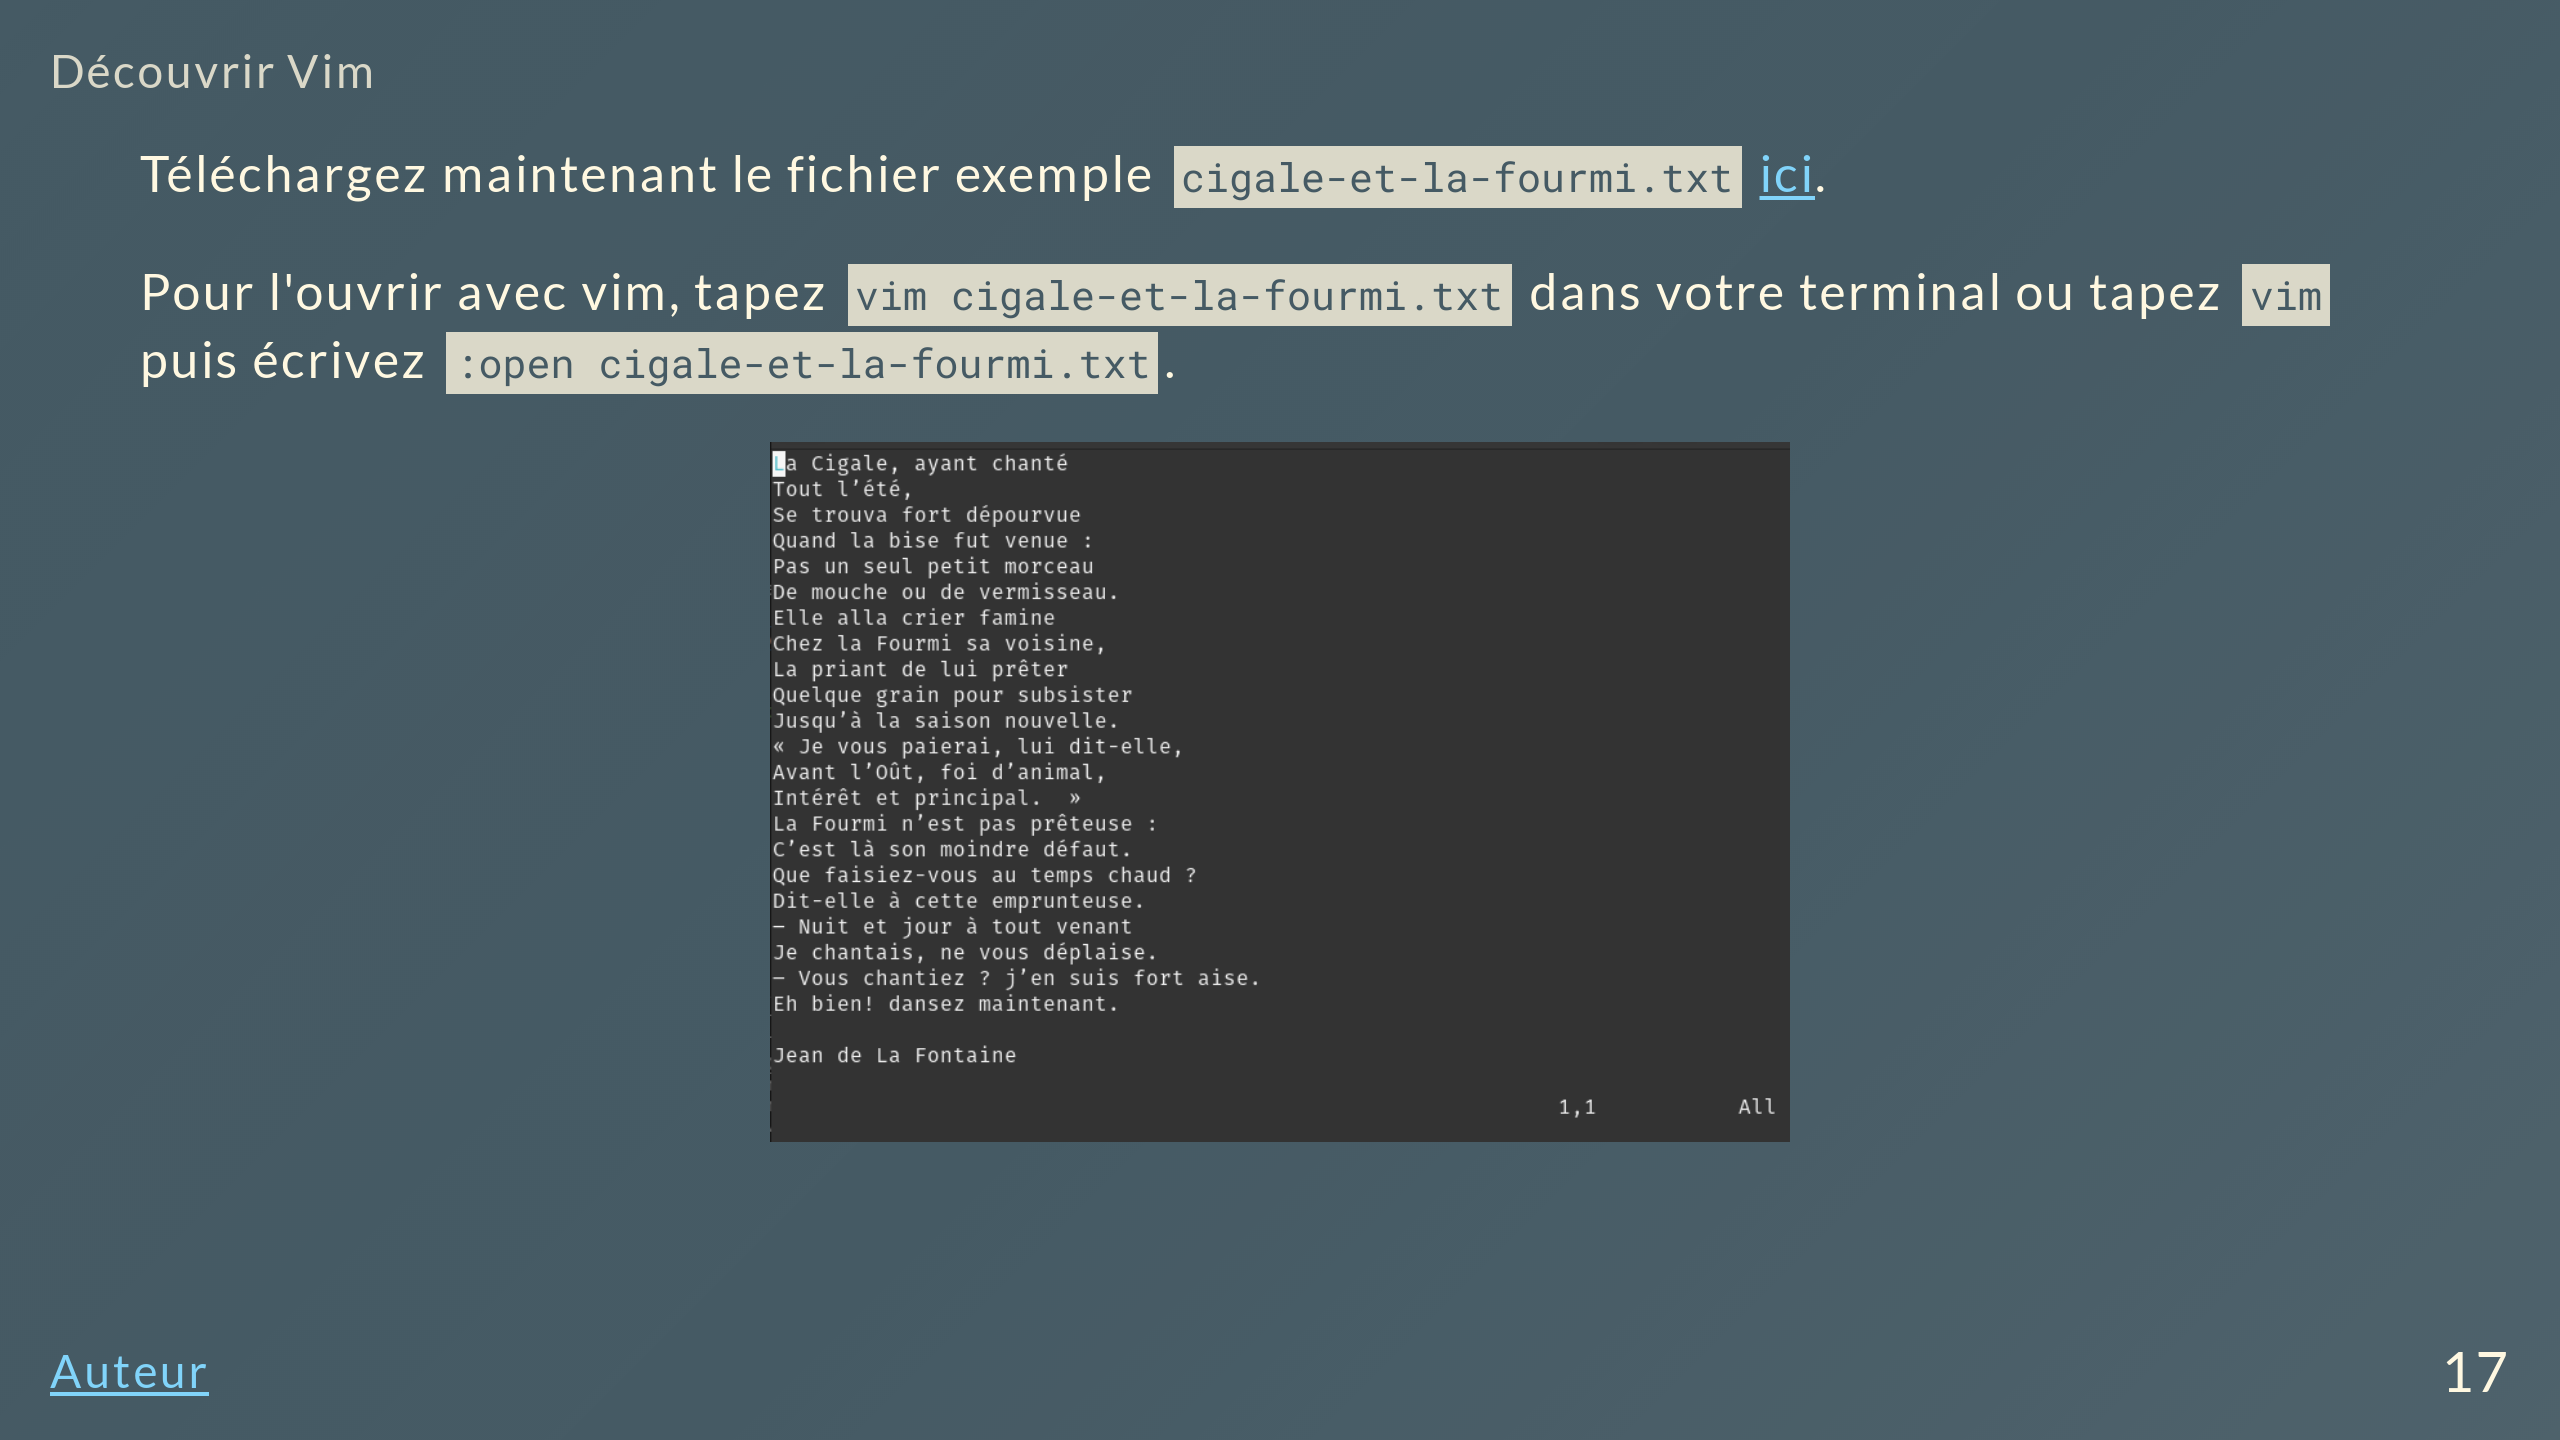 Découvrir Vim
Téléchargez maintenant le fichier exemple cigale-et-la-fourmi.txt ici.
Pour l'ouvrir avec vim, tapez vim cigale-et-la-fourmi.txt dans votre terminal ou tapez vim
puis écrivez :open cigale-et-la-fourmi.txt.
La Cigale, ayant chanté
Tout l’été,
Se trouva fort dépourvue
Quand la bise fut venue :
Pas un seul petit morceau
De mouche ou de vermisseau.
Elle alla crier famine
Chez la Fourmi sa voisine,
La priant de lui prêter
Quelque grain pour subsister
Jusqu’à la saison nouvelle.
« Je vous paierai, lui dit-elle,
Avant l’Oût, foi d’animal,
Intérêt et principal.  »
La Fourmi n’est pas prêteuse :
C’est là son moindre défaut.
Que faisiez-vous au temps chaud ?
Dit-elle à cette emprunteuse.
— Nuit et jour à tout venant
Je chantais, ne vous déplaise.
— Vous chantiez ? j’en suis fort aise.
Eh bien! dansez maintenant.
Jean de La Fontaine
1,1 All
Auteur
17